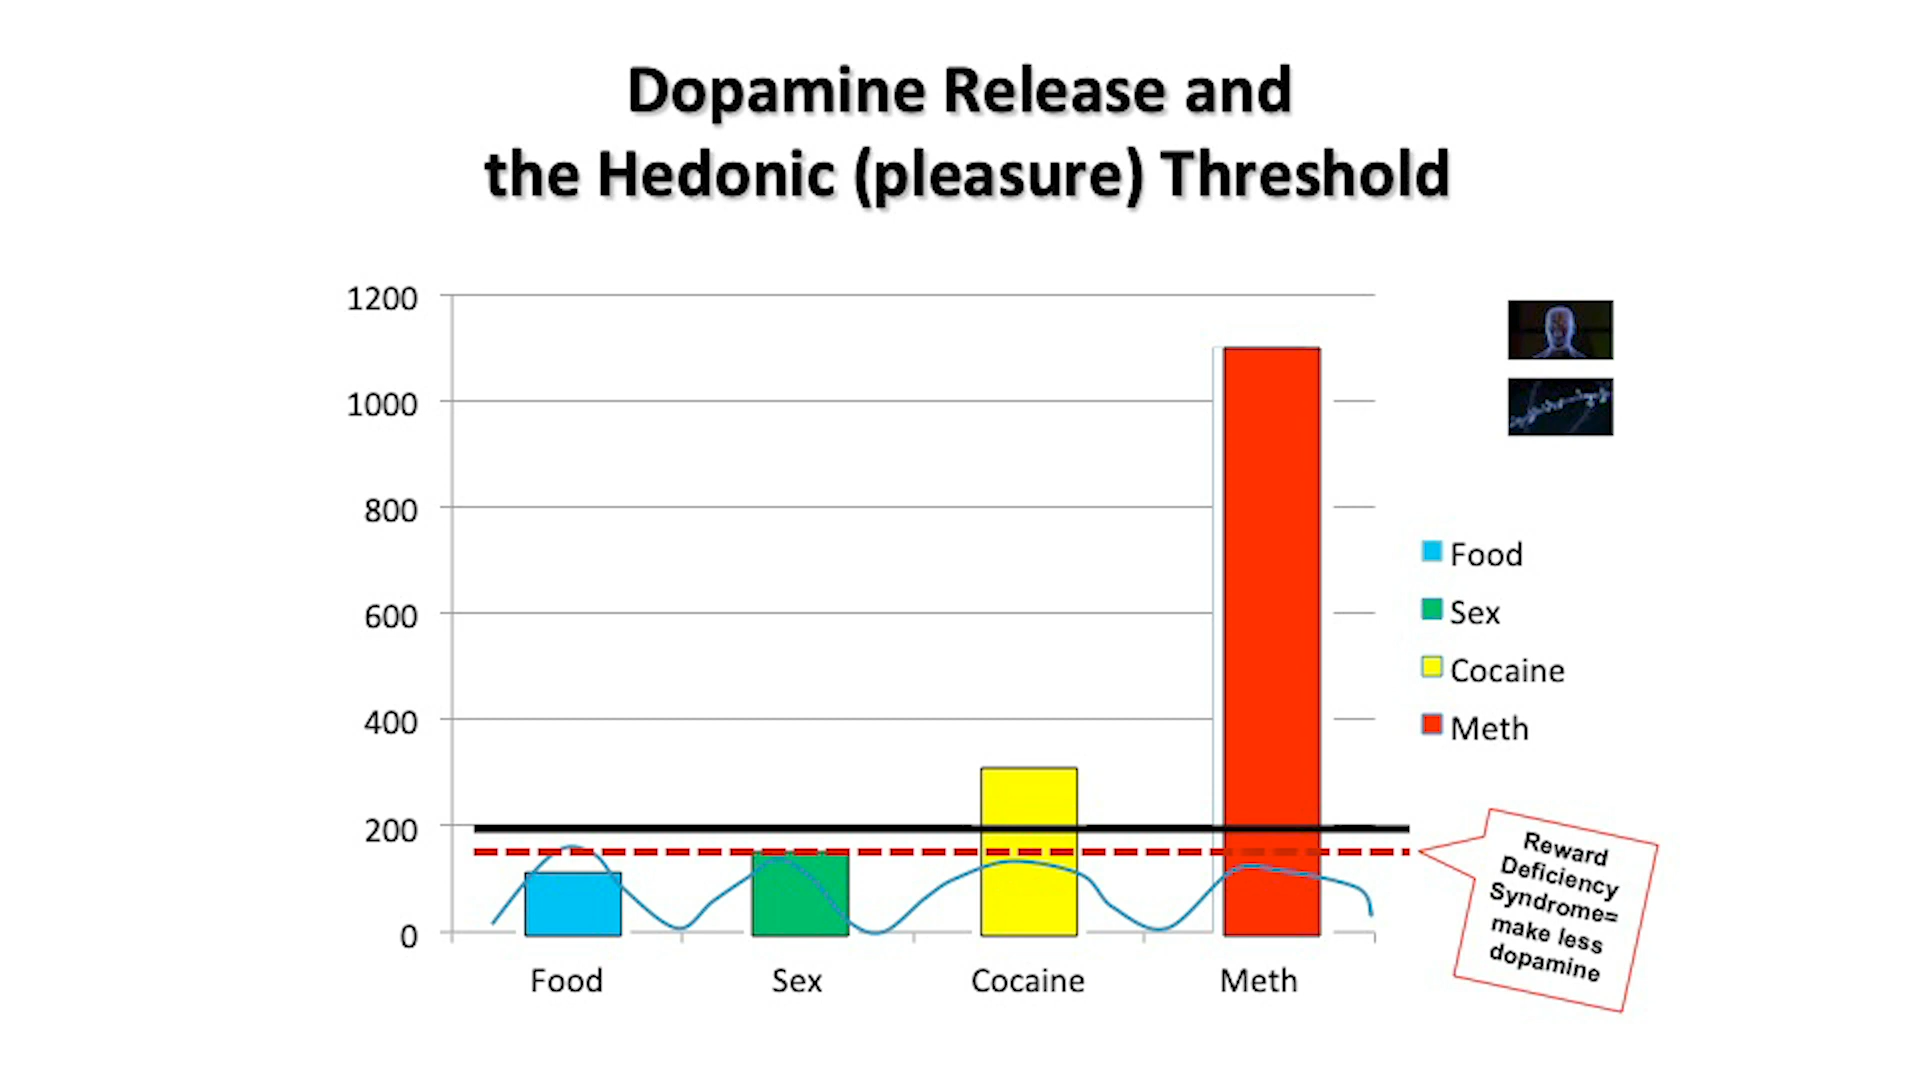 Dopamine Release and
the Hedonic (pleasure) Threshold
1200
1000
800
600
400
200
0
Food
Sex
Cocaine
Meth
Food
Sex
Cocaine
Meth
Reward
Deficiency
Syndrome=
make less
dopamine